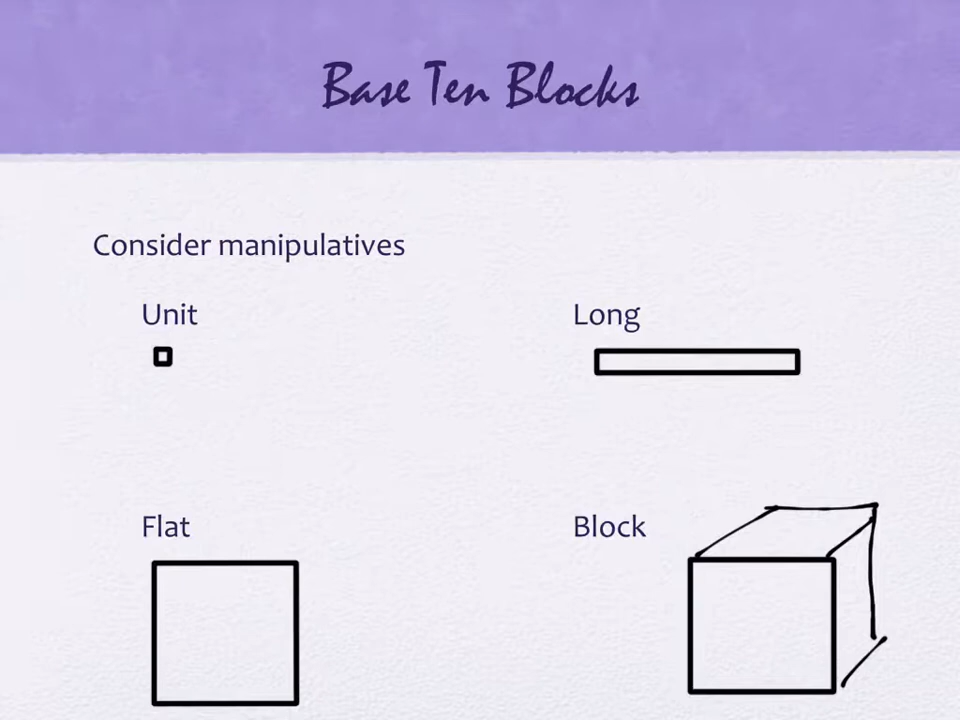 Base Ten Blocks
Consider manipulatives
Unit
Long
Flat
Block